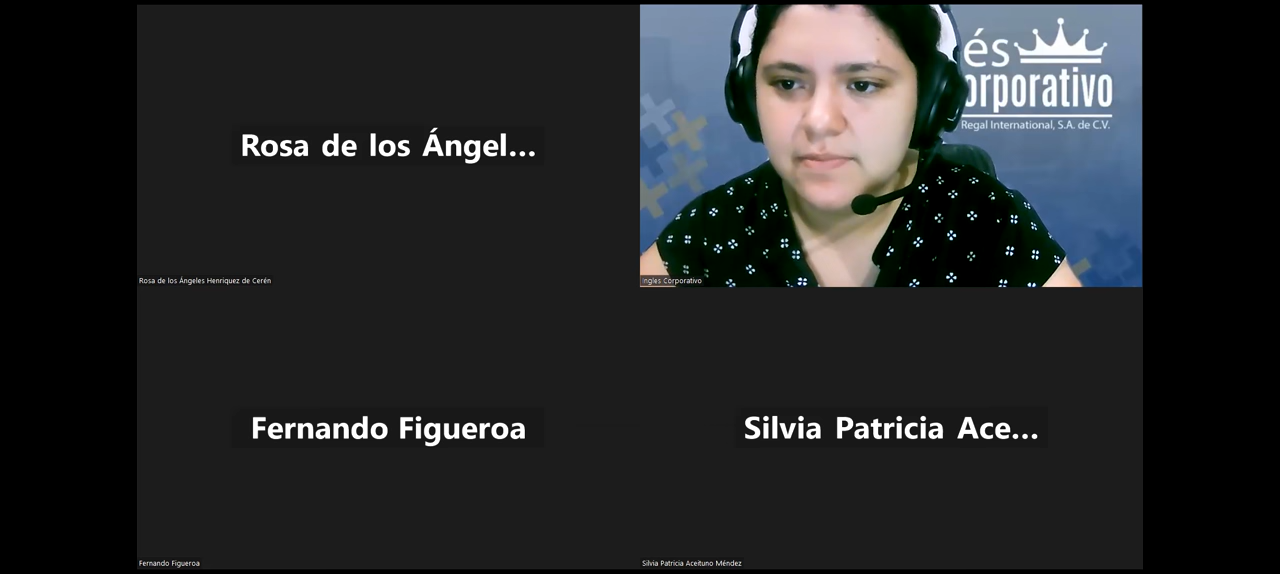 Rosa de los Ángel...
Rosa de los Ángeles Henriquez de Cerén
és
orporativo
Regal International, S.A. de C.V.
Ingles Corporativo
Fernando Figueroa
Fernando Figueroa
Silvia Patricia Ace...
Silvia Patricia Aceituno Méndez